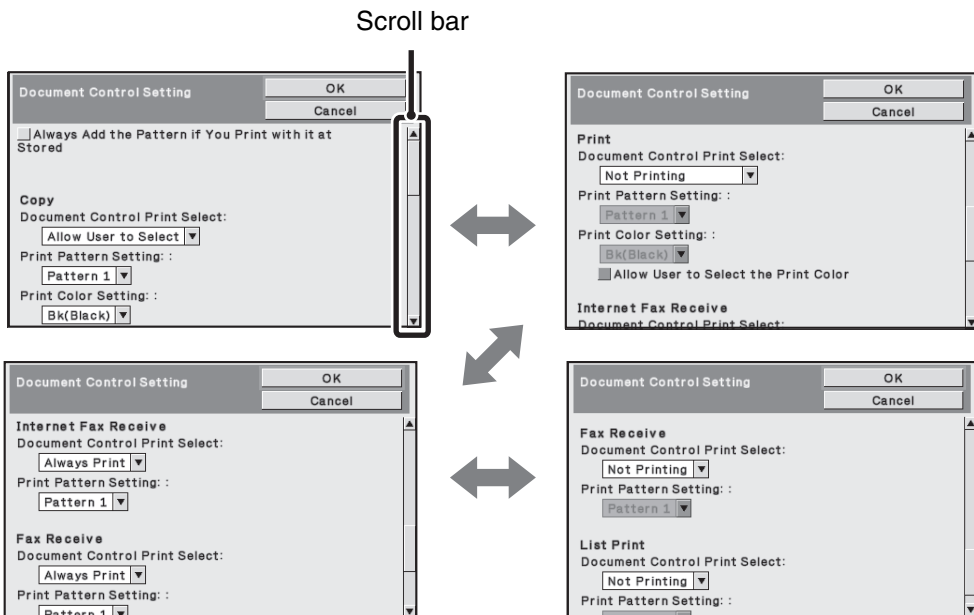 Scroll bar
Document Control Setting
OK
Cancel
Always Add the Pattern if You Print with it at
Stored
Copy
Document Control Print Select:
Allow User to Select
Print Pattern Setting: :
Pattern 1
Print Color Setting: :
Bk(Black)
Document Control Setting
OK
Cancel
Print
Document Control Print Select:
Not Printing
Print Pattern Setting: :
Pattern 1
Print Color Setting: :
Bk(Black)
Allow User to Select the Print Color
Internet Fax Receive
Document Control Print Select:
Document Control Setting
OK
Cancel
Internet Fax Receive
Document Control Print Select:
Always Print
Print Pattern Setting: :
Pattern 1
Fax Receive
Document Control Print Select:
Always Print
Print Pattern Setting: :
Pattern 1
Document Control Setting
OK
Cancel
Fax Receive
Document Control Print Select:
Not Printing
Print Pattern Setting: :
Pattern 1
List Print
Document Control Print Select:
Not Printing
Print Pattern Setting: :